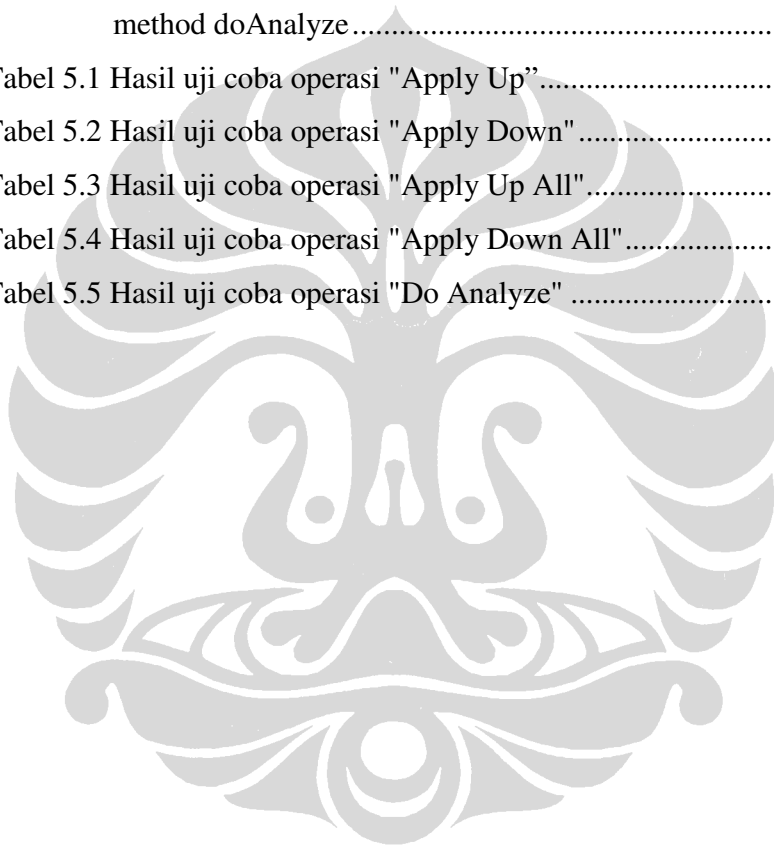 method doAnalyze..........................................................
Tabel 5.1 Hasil uji coba operasi "Apply Up”................................
Tabel 5.2 Hasil uji coba operasi "Apply Down"...........................
Tabel 5.3 Hasil uji coba operasi "Apply Up All"..........................
Tabel 5.4 Hasil uji coba operasi "Apply Down All".....................
Tabel 5.5 Hasil uji coba operasi "Do Analyze" ............................